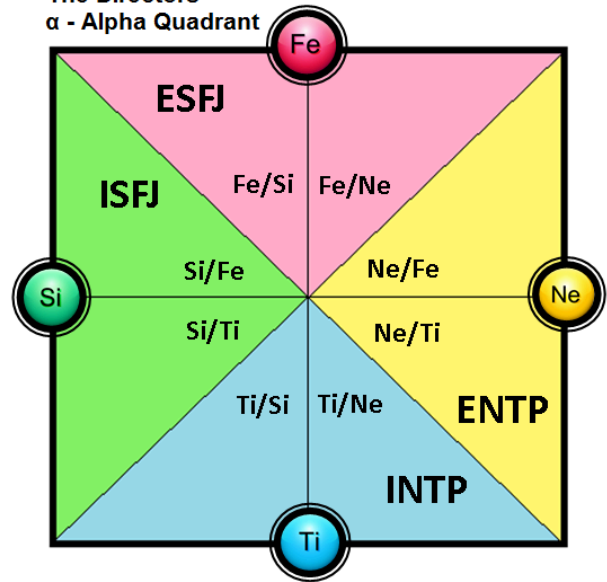 The Directors
α - Alpha Quadrant
Fe
ESFJ
Fe/Si
Fe/Ne
ISFJ
Si/Fe
Ne/Fe
Si
Ne
Si/Ti
Ne/Ti
Ti/Si
Ti/Ne
ENTP
INTP
Ti